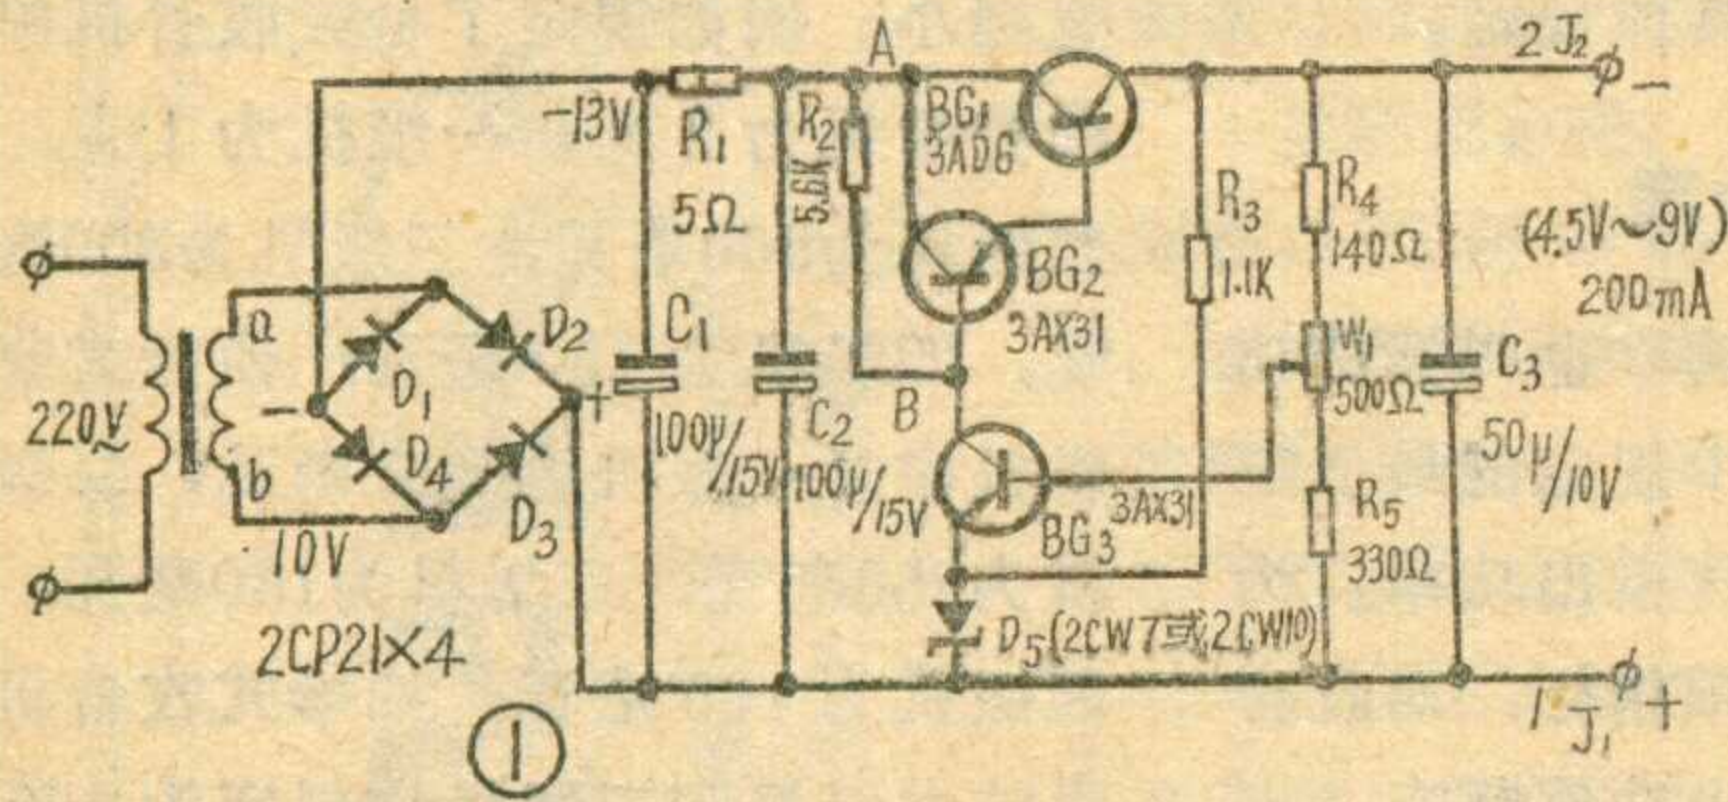 220V~
a
b
10V
2CP21×4
D₁
D₂
D₃
D₄
−
+
-13V
R₁
5Ω
C₁
100μ/15V
C₂
100μ/15V
R₂
5.6K
A
B
BG₁
3AD6
BG₂
3AX31
BG₃
3AX31
D₅(2CW7或2CW10)
R₃
1.1K
R₄
140Ω
W₁
500Ω
R₅
330Ω
C₃
50μ/10V
2 J₂
−
(4.5V～9V)
200mA
1 J₁
+
①